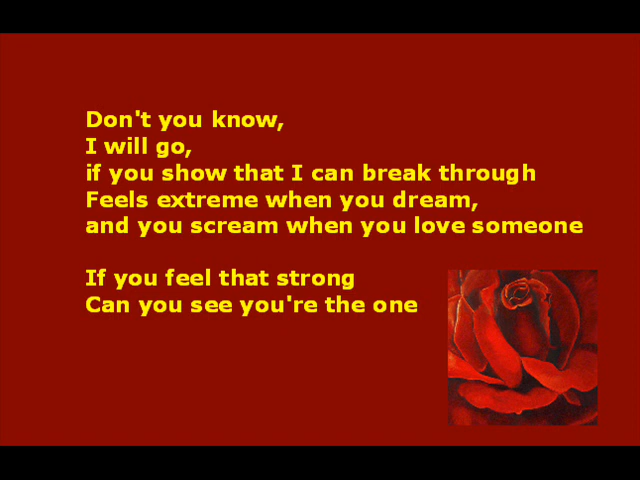 Don't you know,
I will go,
if you show that I can break through
Feels extreme when you dream,
and you scream when you love someone
If you feel that strong
Can you see you're the one